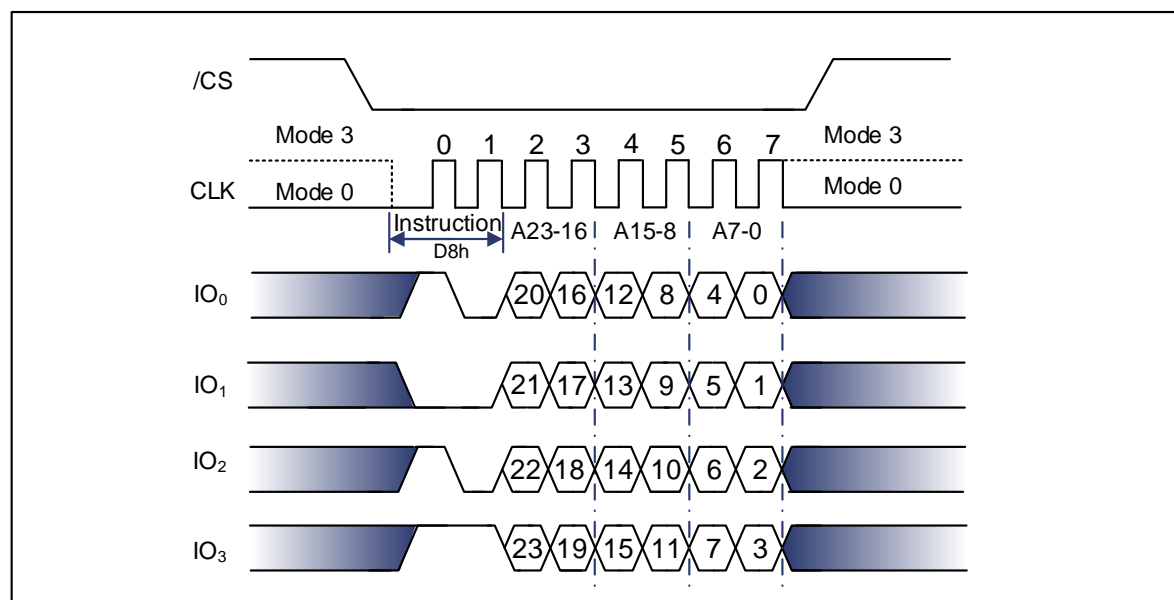 /CS
Mode 3 0 1 2 3 4 5 6 7 Mode 3
CLK Mode 0 Mode 0
Instruction A23-16 A15-8 A7-0
D8h
IO0 20 16 12 8 4 0
IO1 21 17 13 9 5 1
IO2 22 18 14 10 6 2
IO3 23 19 15 11 7 3